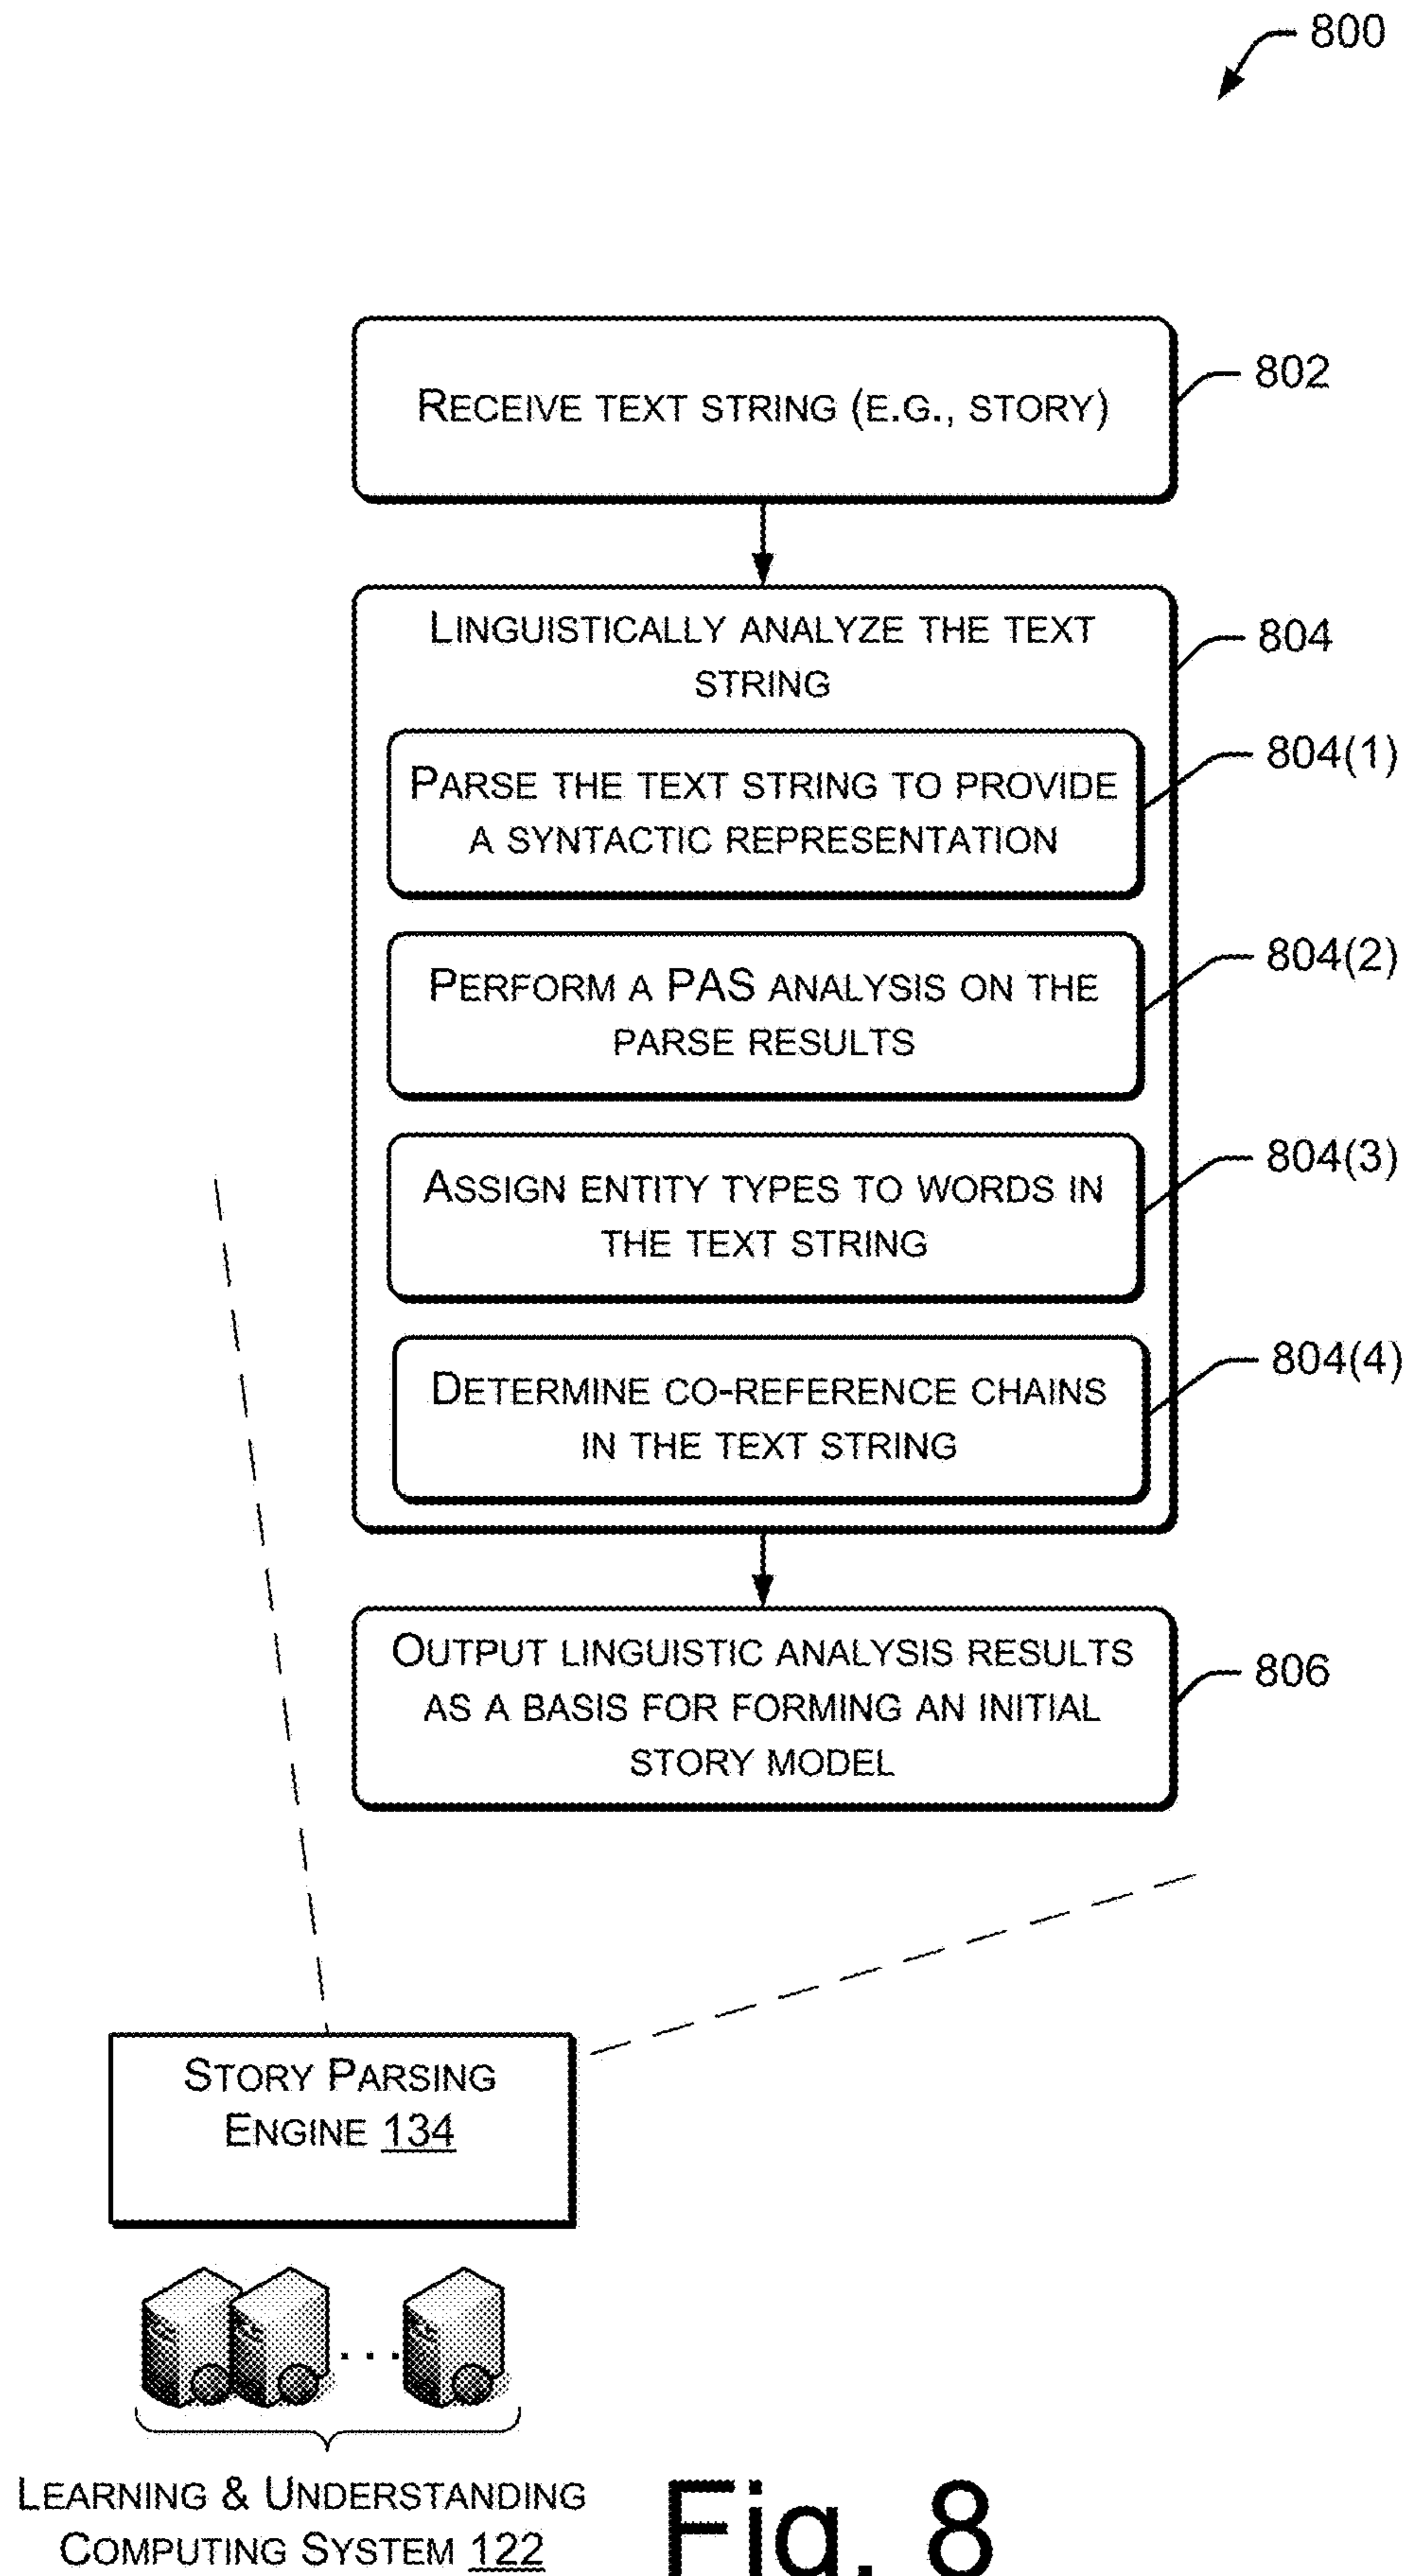 800
RECEIVE TEXT STRING (E.G., STORY)
802
LINGUISTICALLY ANALYZE THE TEXT
STRING
804
PARSE THE TEXT STRING TO PROVIDE
A SYNTACTIC REPRESENTATION
804(1)
PERFORM A PAS ANALYSIS ON THE
PARSE RESULTS
804(2)
ASSIGN ENTITY TYPES TO WORDS IN
THE TEXT STRING
804(3)
DETERMINE CO-REFERENCE CHAINS
IN THE TEXT STRING
804(4)
OUTPUT LINGUISTIC ANALYSIS RESULTS
AS A BASIS FOR FORMING AN INITIAL
STORY MODEL
806
STORY PARSING
ENGINE 134
. . .
LEARNING & UNDERSTANDING
COMPUTING SYSTEM 122
Fig. 8